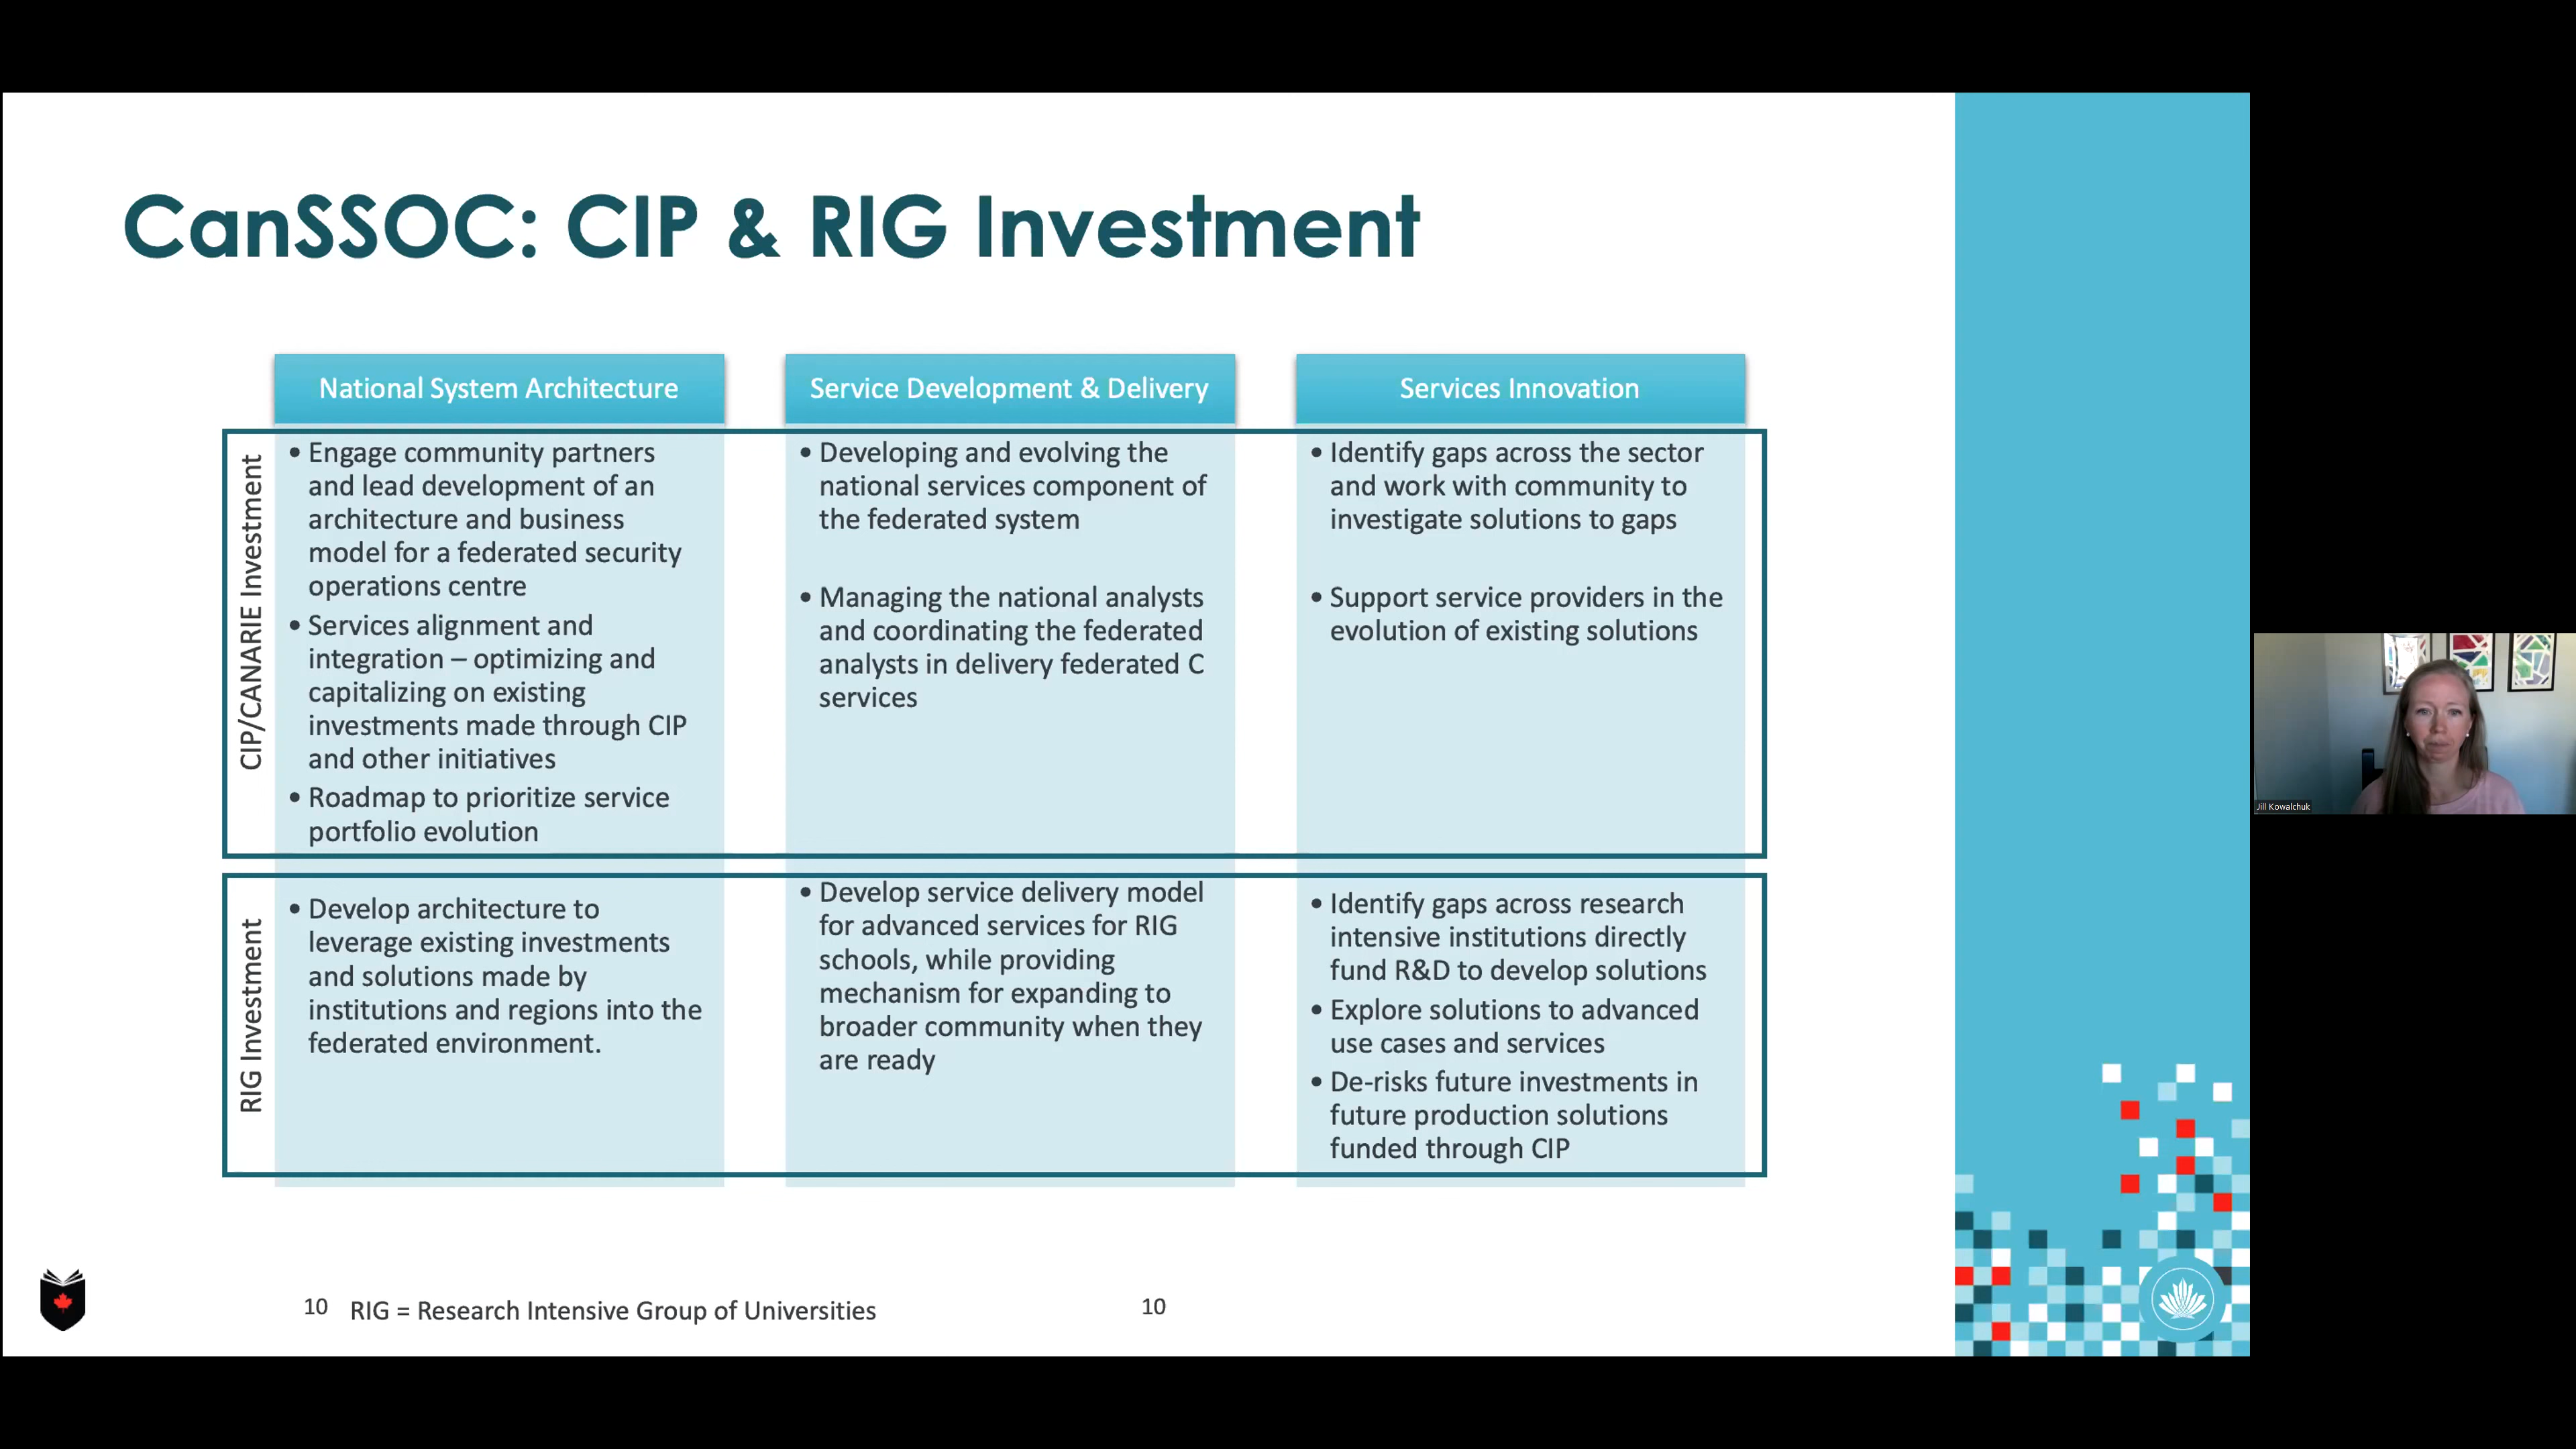 CanSSOC: CIP & RIG Investment
National System Architecture
Service Development & Delivery
Services Innovation
CIP/CANARIE Investment
• Engage community partners
and lead development of an
architecture and business
model for a federated security
operations centre
• Services alignment and
integration – optimizing and
capitalizing on existing
investments made through CIP
and other initiatives
• Roadmap to prioritize service
portfolio evolution
• Developing and evolving the
national services component of
the federated system
• Managing the national analysts
and coordinating the federated
analysts in delivery federated C
services
• Identify gaps across the sector
and work with community to
investigate solutions to gaps
• Support service providers in the
evolution of existing solutions
RIG Investment
• Develop architecture to
leverage existing investments
and solutions made by
institutions and regions into the
federated environment.
• Develop service delivery model
for advanced services for RIG
schools, while providing
mechanism for expanding to
broader community when they
are ready
• Identify gaps across research
intensive institutions directly
fund R&D to develop solutions
• Explore solutions to advanced
use cases and services
• De-risks future investments in
future production solutions
funded through CIP
10 RIG = Research Intensive Group of Universities
10
Jill Kowalchuk